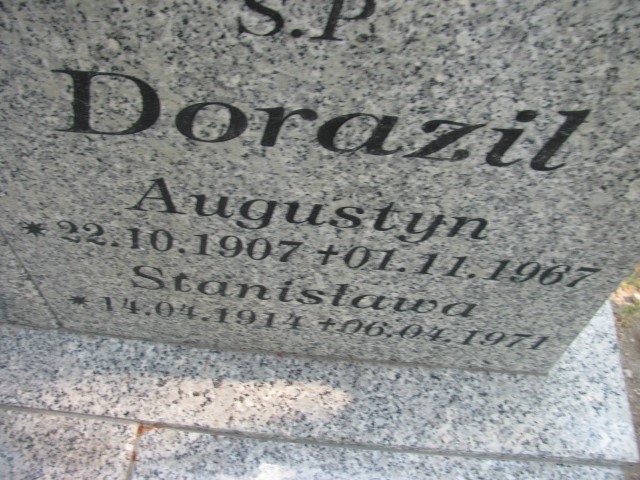 S.P.
Dorazil
Augustyn
* 22.10.1907 +01.11.1967
Stanisława
* 14.04.1914 +06.04.1971